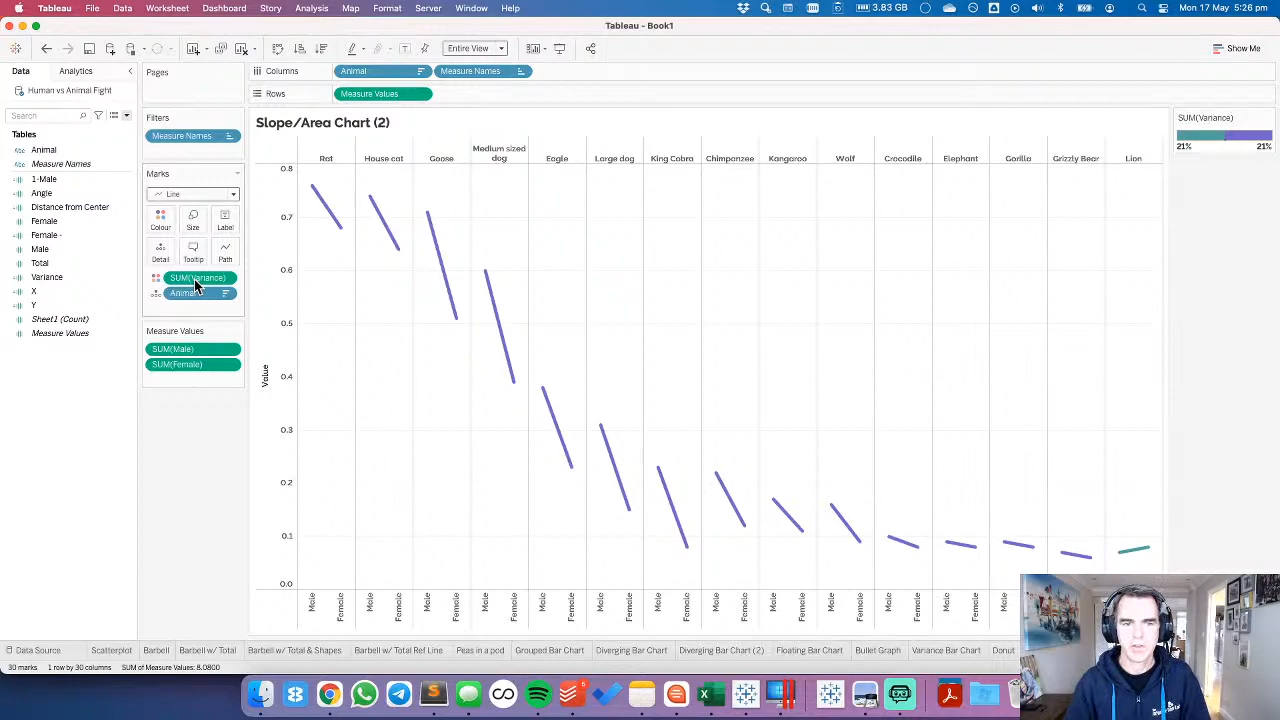 Tableau File Data Worksheet Dashboard Story Analysis Map Format Server Window Help 3.83 GB Mon 17 May 5:26 pm
Tableau - Book1
Entire View Show Me
Data Analytics
Human vs Animal Fight
Search
Tables
Animal
Measure Names
1-Male
Angle
Distance from Center
Female
Female -
Male
Total
Variance
X
Y
Sheet1 (Count)
Measure Values
Pages
Filters
Measure Names
Marks
Line
Colour Size Label
Detail Tooltip Path
SUM(Variance)
Animal
Measure Values
SUM(Male)
SUM(Female)
Columns Animal Measure Names
Rows Measure Values
Slope/Area Chart (2)
Rat House cat Goose Medium sized dog Eagle Large dog King Cobra Chimpanzee Kangaroo Wolf Crocodile Elephant Gorilla Grizzly Bear Lion
0.8
0.7
0.6
0.5
0.4
0.3
0.2
0.1
0.0
Value
Male Female Male Female Male Female Male Female Male Female Male Female Male Female Male Female Male Female Male Female Male Female Male Female Male
SUM(Variance)
21% 21%
Data Source Scatterplot Barbell Barbell w/ Total Barbell w/ Total & Shapes Barbell w/ Total Ref Line Peas in a pod Grouped Bar Chart Diverging Bar Chart Diverging Bar Chart (2) Floating Bar Chart Bullet Graph Variance Bar Chart Donut
30 marks 1 row by 30 columns SUM of Measure Values: 8.0800